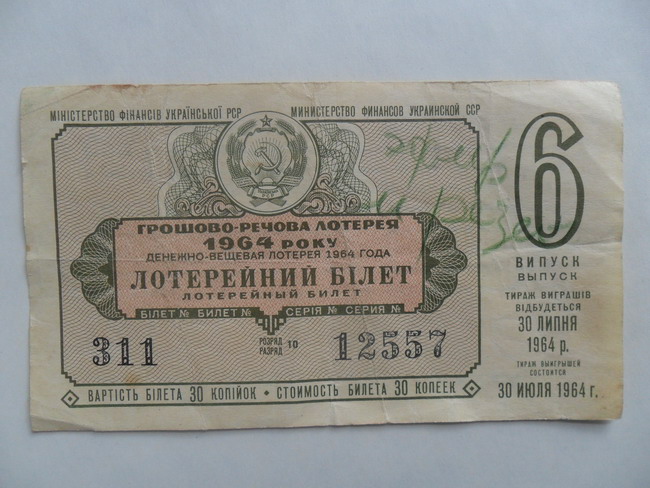 МІНІСТЕРСТВО ФІНАНСІВ УКРАЇНСЬКОЇ РСР
МИНИСТЕРСТВО ФИНАНСОВ УКРАИНСКОЙ ССР
ГРОШОВО-РЕЧОВА ЛОТЕРЕЯ
1964 РОКУ
ДЕНЕЖНО-ВЕЩЕВАЯ ЛОТЕРЕЯ 1964 ГОДА
ЛОТЕРЕЙНИЙ БІЛЕТ
ЛОТЕРЕЙНЫЙ БИЛЕТ
БІЛЕТ № БИЛЕТ № СЕРІЯ № СЕРИЯ №
311
РОЗРЯД
РАЗРЯД 10
12557
ВАРТІСТЬ БІЛЕТА 30 КОПІЙОК • СТОИМОСТЬ БИЛЕТА 30 КОПЕЕК
6
ВИПУСК
ВЫПУСК
ТИРАЖ ВИГРАШІВ
ВІДБУДЕТЬСЯ
30 ЛИПНЯ
1964 р.
ТИРАЖ ВЫИГРЫШЕЙ
СОСТОИТСЯ
30 ИЮЛЯ 1964 г.